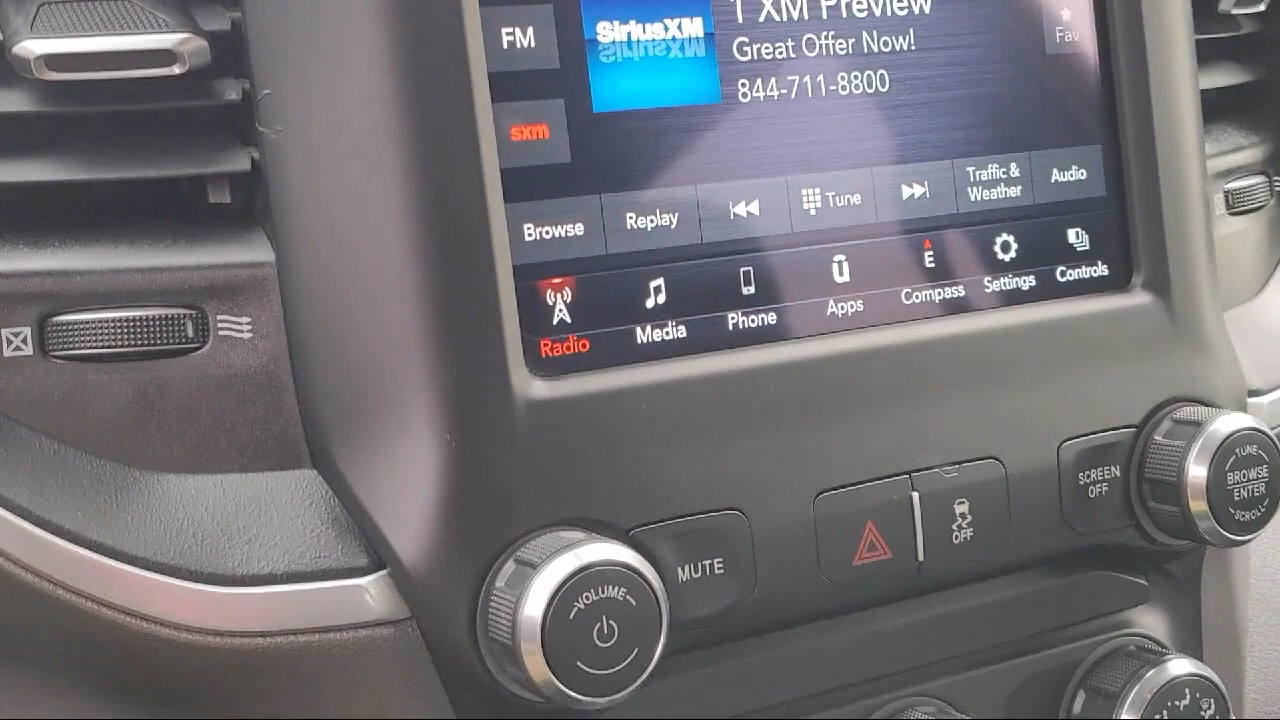 FM
SiriusXM
1 XM Preview
Great Offer Now!
844-711-8800
Fav
sxm
Browse
Replay
Tune
Traffic &
Weather
Audio
Radio
Media
Phone
Apps
E
Compass
Settings
Controls
VOLUME
MUTE
OFF
SCREEN
OFF
TUNE
BROWSE
ENTER
SCROLL